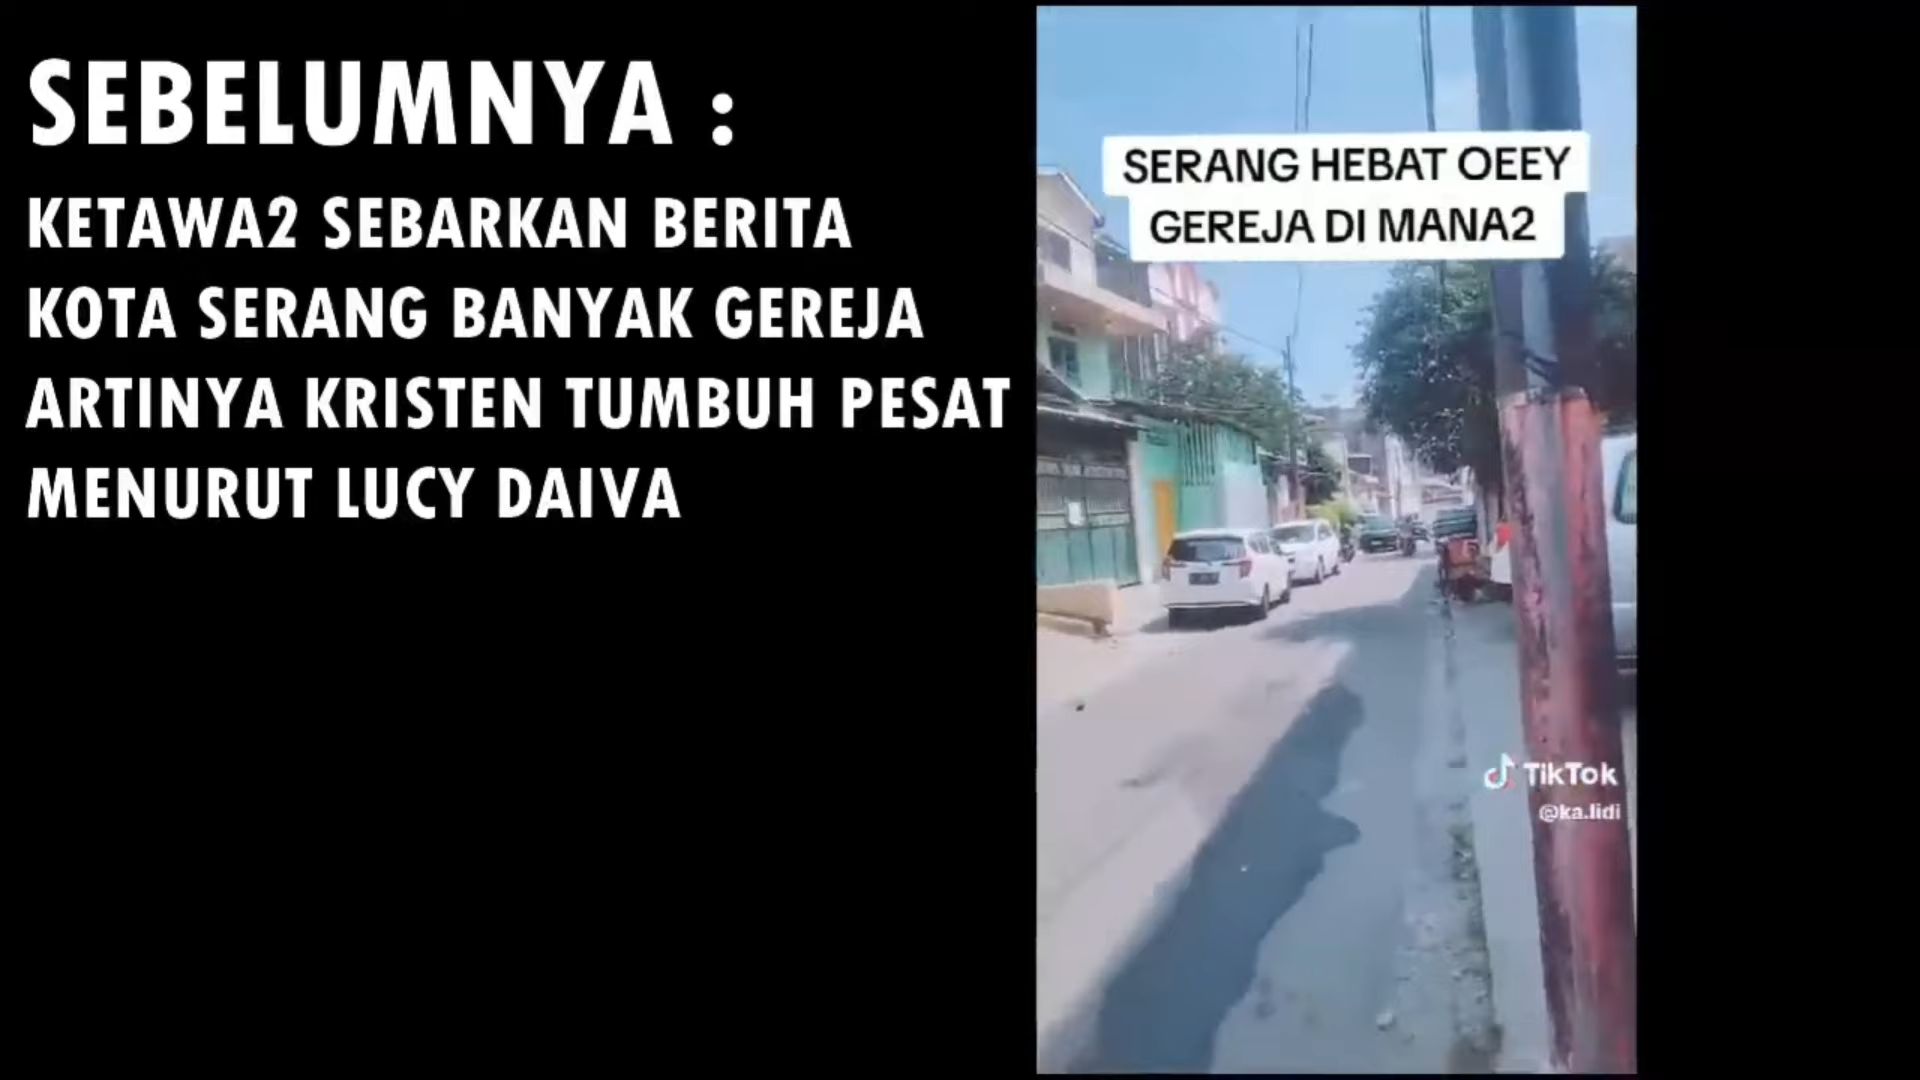 SEBELUMNYA :
KETAWA2 SEBARKAN BERITA
KOTA SERANG BANYAK GEREJA
ARTINYA KRISTEN TUMBUH PESAT
MENURUT LUCY DAIVA
SERANG HEBAT OEEY
GEREJA DI MANA2
TikTok
@ka.lidi